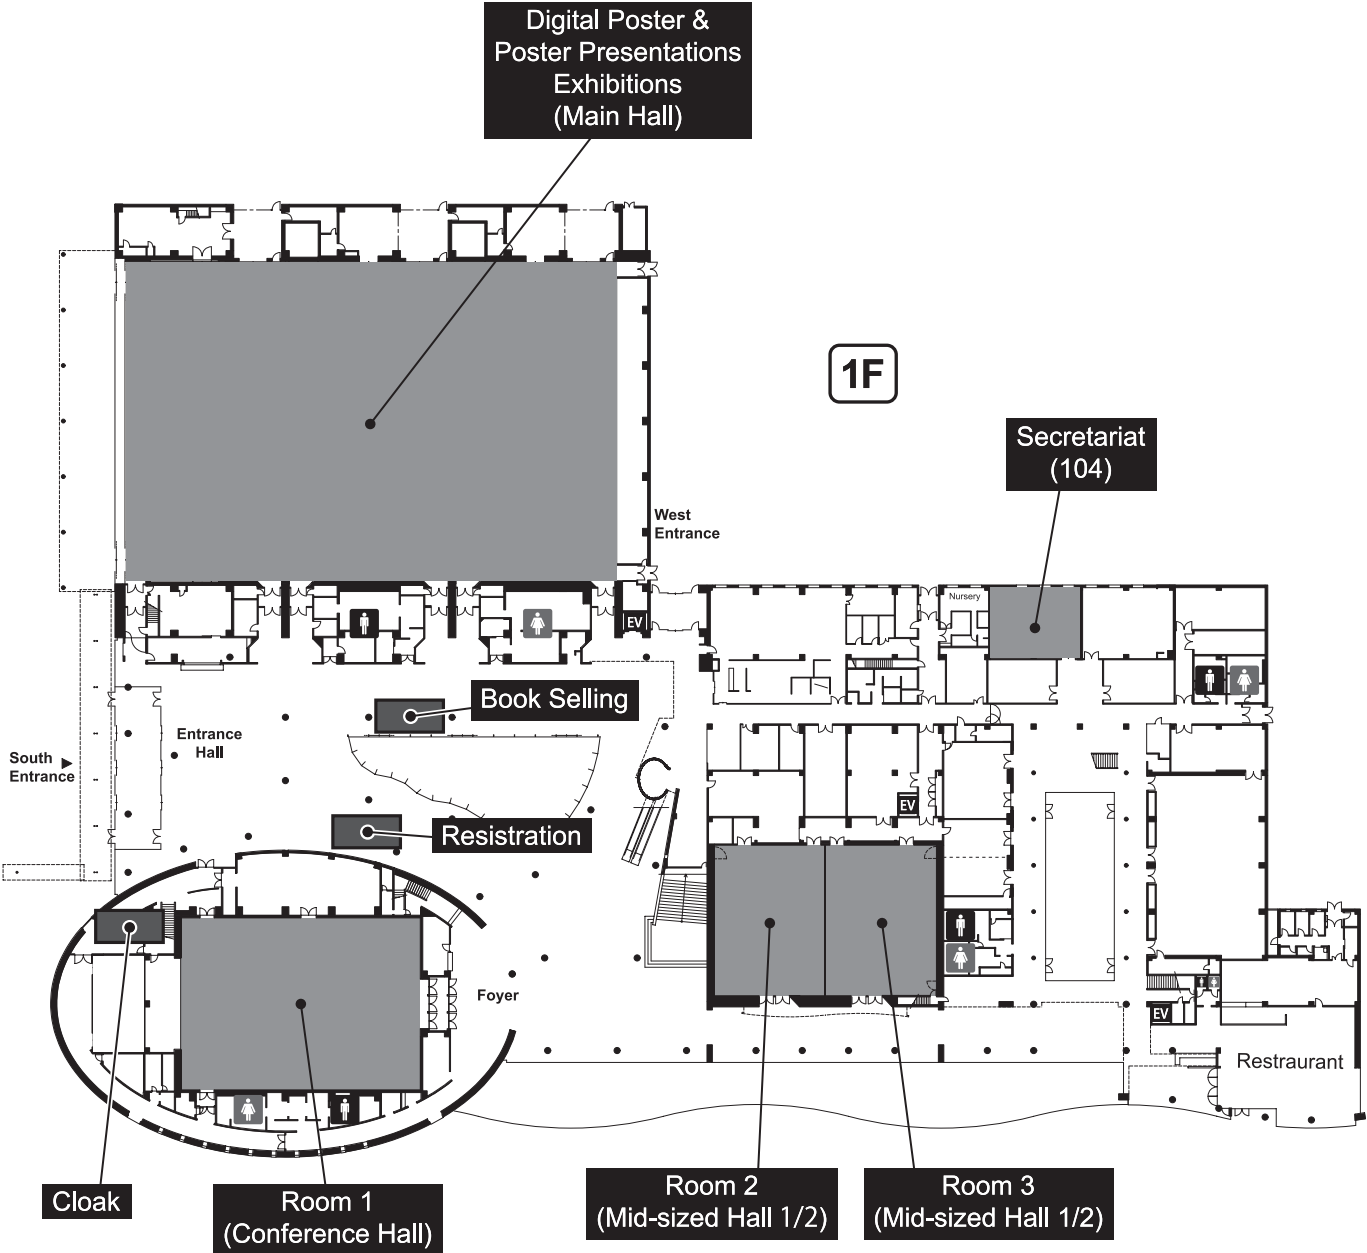 Digital Poster &
Poster Presentations
Exhibitions
(Main Hall)
1F
Secretariat
(104)
West
Entrance
Nursery
EV
Book Selling
Entrance
Hall
South
Entrance
EV
Resistration
Foyer
EV
Restraurant
Cloak
Room 1
(Conference Hall)
Room 2
(Mid-sized Hall 1/2)
Room 3
(Mid-sized Hall 1/2)